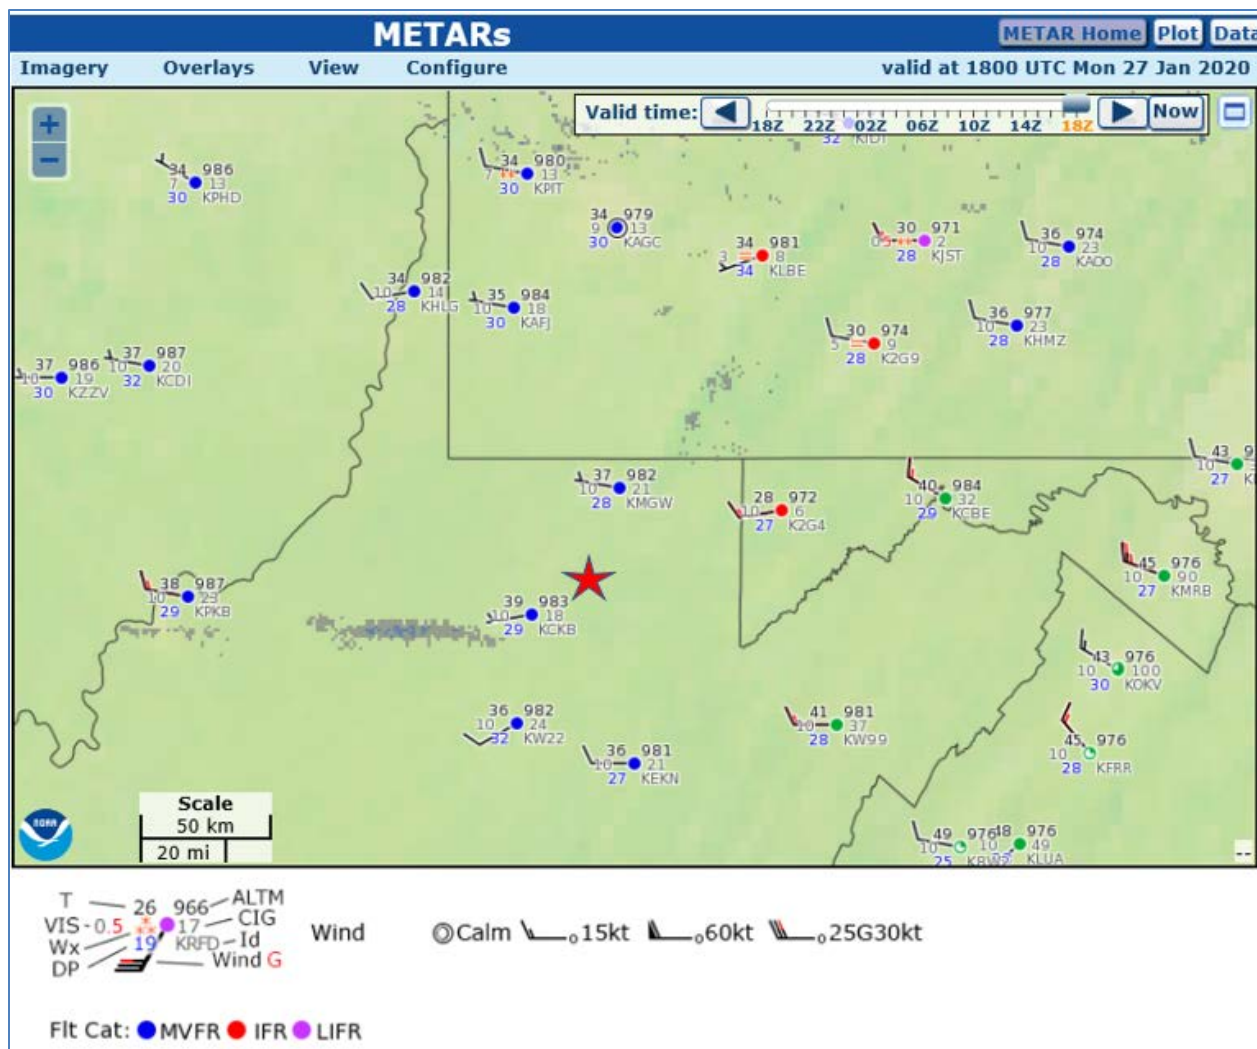 METARs
METAR Home Plot Data
Imagery Overlays View Configure
valid at 1800 UTC Mon 27 Jan 2020
+
−
Valid time: Now
18Z 22Z 02Z 06Z 10Z 14Z 18Z
32 KIDI
34 986
7 13
30 KPHD
34 980
7 13
30 KPIT
34 979
9 13
30 KAGC
34 981
3 8
34 KLBE
30 971
0.5 2
28 KJST
36 974
10 23
28 KAOO
34 982
10 14
28 KHLG
35 984
10 18
30 KAFJ
30 974
5 9
28 K2G9
36 977
10 23
28 KHMZ
37 986
10 19
30 KZZV
37 987
10 20
32 KCDI
37 982
10 21
28 KMGW
28 972
10 6
27 K2G4
40 984
10 32
29 KCBE
43
10
27
45 976
10 90
27 KMRB
38 987
10 23
29 KPKB
39 983
10 18
29 KCKB
43 976
10 100
30 KOKV
36 982
10 24
32 KW22
36 981
10 21
27 KEKN
41 981
10 37
28 KW99
45 976
10
28 KFRR
49 976
10
25
48 976
10 49
KLUA
Scale
50 km
20 mi
NOAA
--
T 26 966 ALTM
VIS 0.5 17 CIG
Wx KRFD Id
DP 19 Wind G
Wind Calm 15kt 60kt 25G30kt
Flt Cat: MVFR IFR LIFR